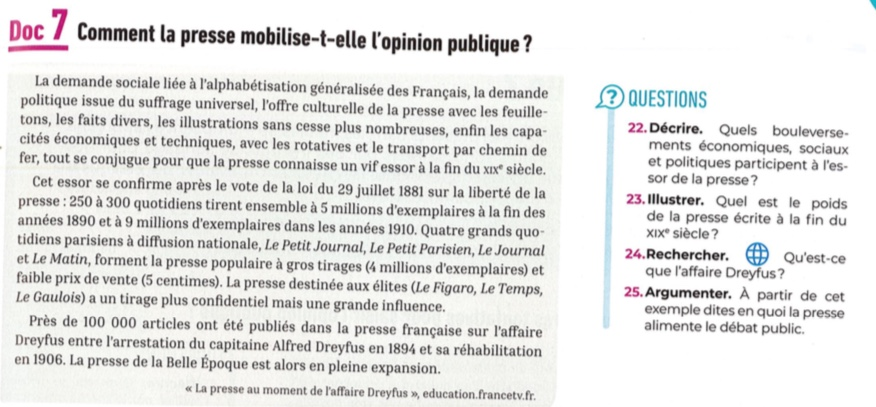 Doc 7 Comment la presse mobilise-t-elle l'opinion publique ?
La demande sociale liée à l'alphabétisation généralisée des Français, la demande
politique issue du suffrage universel, l'offre culturelle de la presse avec les feuille-
tons, les faits divers, les illustrations sans cesse plus nombreuses, enfin les capa-
cités économiques et techniques, avec les rotatives et le transport par chemin de
fer, tout se conjugue pour que la presse connaisse un vif essor à la fin du XIXe siècle.
Cet essor se confirme après le vote de la loi du 29 juillet 1881 sur la liberté de la
presse : 250 à 300 quotidiens tirent ensemble à 5 millions d'exemplaires à la fin des
années 1890 et à 9 millions d'exemplaires dans les années 1910. Quatre grands quo-
tidiens parisiens à diffusion nationale, Le Petit Journal, Le Petit Parisien, Le Journal
et Le Matin, forment la presse populaire à gros tirages (4 millions d'exemplaires) et
faible prix de vente (5 centimes). La presse destinée aux élites (Le Figaro, Le Temps,
Le Gaulois) a un tirage plus confidentiel mais une grande influence.
Près de 100 000 articles ont été publiés dans la presse française sur l'affaire
Dreyfus entre l'arrestation du capitaine Alfred Dreyfus en 1894 et sa réhabilitation
en 1906. La presse de la Belle Époque est alors en pleine expansion.
« La presse au moment de l'affaire Dreyfus », education.francetv.fr.
? QUESTIONS
22. Décrire. Quels bouleverse-
ments économiques, sociaux
et politiques participent à l'es-
sor de la presse ?
23. Illustrer. Quel est le poids
de la presse écrite à la fin du
XIXe siècle ?
24. Rechercher. Qu'est-ce
que l'affaire Dreyfus ?
25. Argumenter. À partir de cet
exemple dites en quoi la presse
alimente le débat public.